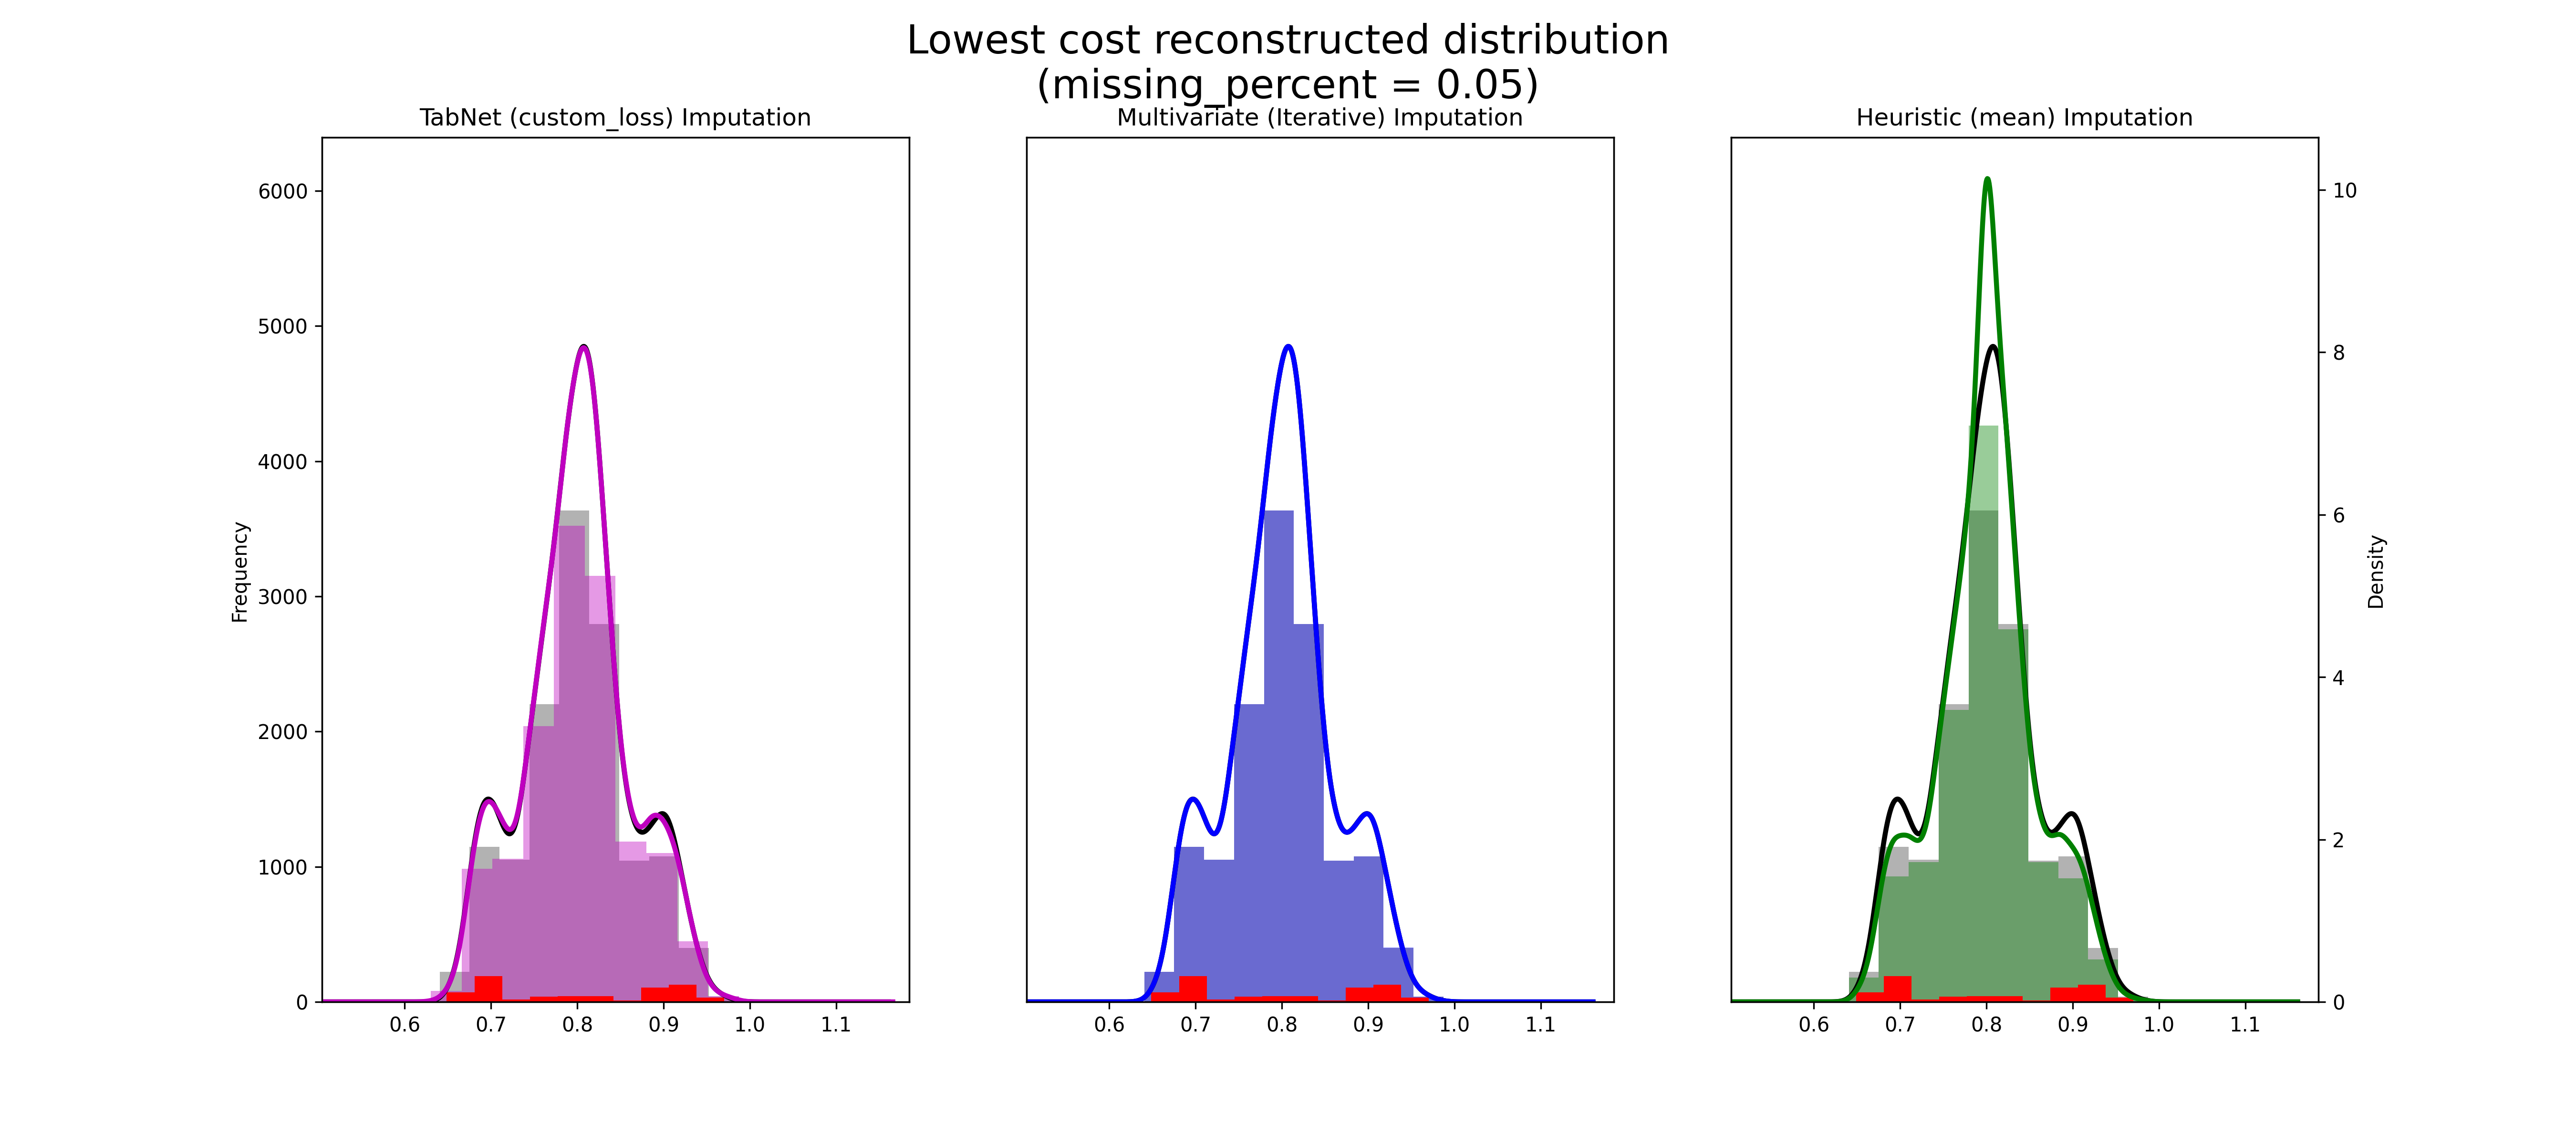 Lowest cost reconstructed distribution
(missing_percent = 0.05)
TabNet (custom_loss) Imputation
Multivariate (Iterative) Imputation
Heuristic (mean) Imputation
Frequency
6000
5000
4000
3000
2000
1000
0
0.6 0.7 0.8 0.9 1.0 1.1
0.6 0.7 0.8 0.9 1.0 1.1
0.6 0.7 0.8 0.9 1.0 1.1
10
8
6
4
2
0
Density